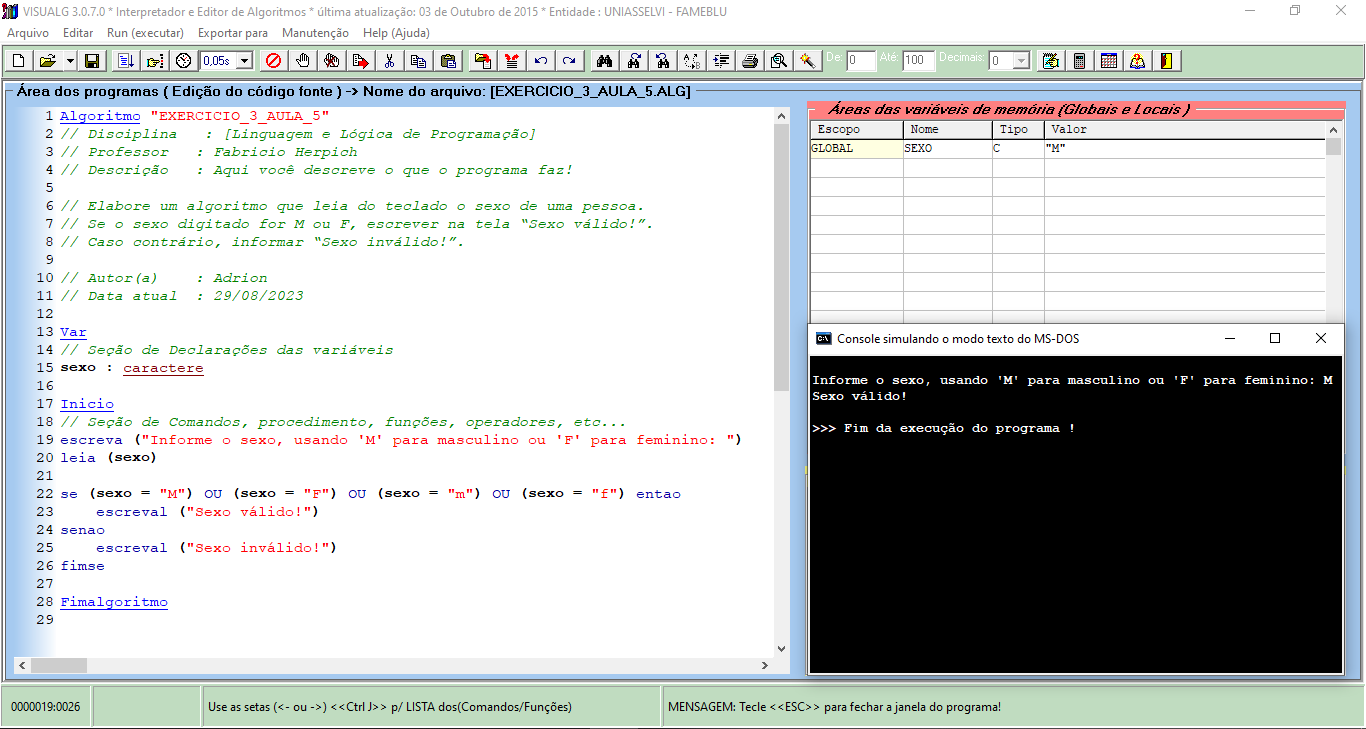 VISUALG 3.0.7.0 * Interpretador e Editor de Algoritmos * última atualização: 03 de Outubro de 2015 * Entidade : UNIASSELVI - FAMEBLU
Arquivo Editar Run (executar) Exportar para Manutenção Help (Ajuda)
0,05s De: 0 Até: 100 Decimais: 0
Área dos programas ( Edição do código fonte ) -> Nome do arquivo: [EXERCICIO_3_AULA_5.ALG]
1 Algoritmo "EXERCICIO_3_AULA_5"
2 // Disciplina   : [Linguagem e Lógica de Programação]
3 // Professor   : Fabricio Herpich
4 // Descrição   : Aqui você descreve o que o programa faz!
5
6 // Elabore um algoritmo que leia do teclado o sexo de uma pessoa.
7 // Se o sexo digitado for M ou F, escrever na tela “Sexo válido!”.
8 // Caso contrário, informar “Sexo inválido!”.
9
10 // Autor(a)    : Adrion
11 // Data atual  : 29/08/2023
12
13 Var
14 // Seção de Declarações das variáveis
15 sexo : caractere
16
17 Inicio
18 // Seção de Comandos, procedimento, funções, operadores, etc...
19 escreva ("Informe o sexo, usando 'M' para masculino ou 'F' para feminino: ")
20 leia (sexo)
21
22 se (sexo = "M") OU (sexo = "F") OU (sexo = "m") OU (sexo = "f") entao
23     escreval ("Sexo válido!")
24 senao
25     escreval ("Sexo inválido!")
26 fimse
27
28 Fimalgoritmo
29
Áreas das variáveis de memória (Globais e Locais )
Escopo Nome Tipo Valor
GLOBAL SEXO C "M"
Console simulando o modo texto do MS-DOS
Informe o sexo, usando 'M' para masculino ou 'F' para feminino: M
Sexo válido!
>>> Fim da execução do programa !
0000019:0026 Use as setas (<- ou ->) <<Ctrl J>> p/ LISTA dos(Comandos/Funções) MENSAGEM: Tecle <<ESC>> para fechar a janela do programa!